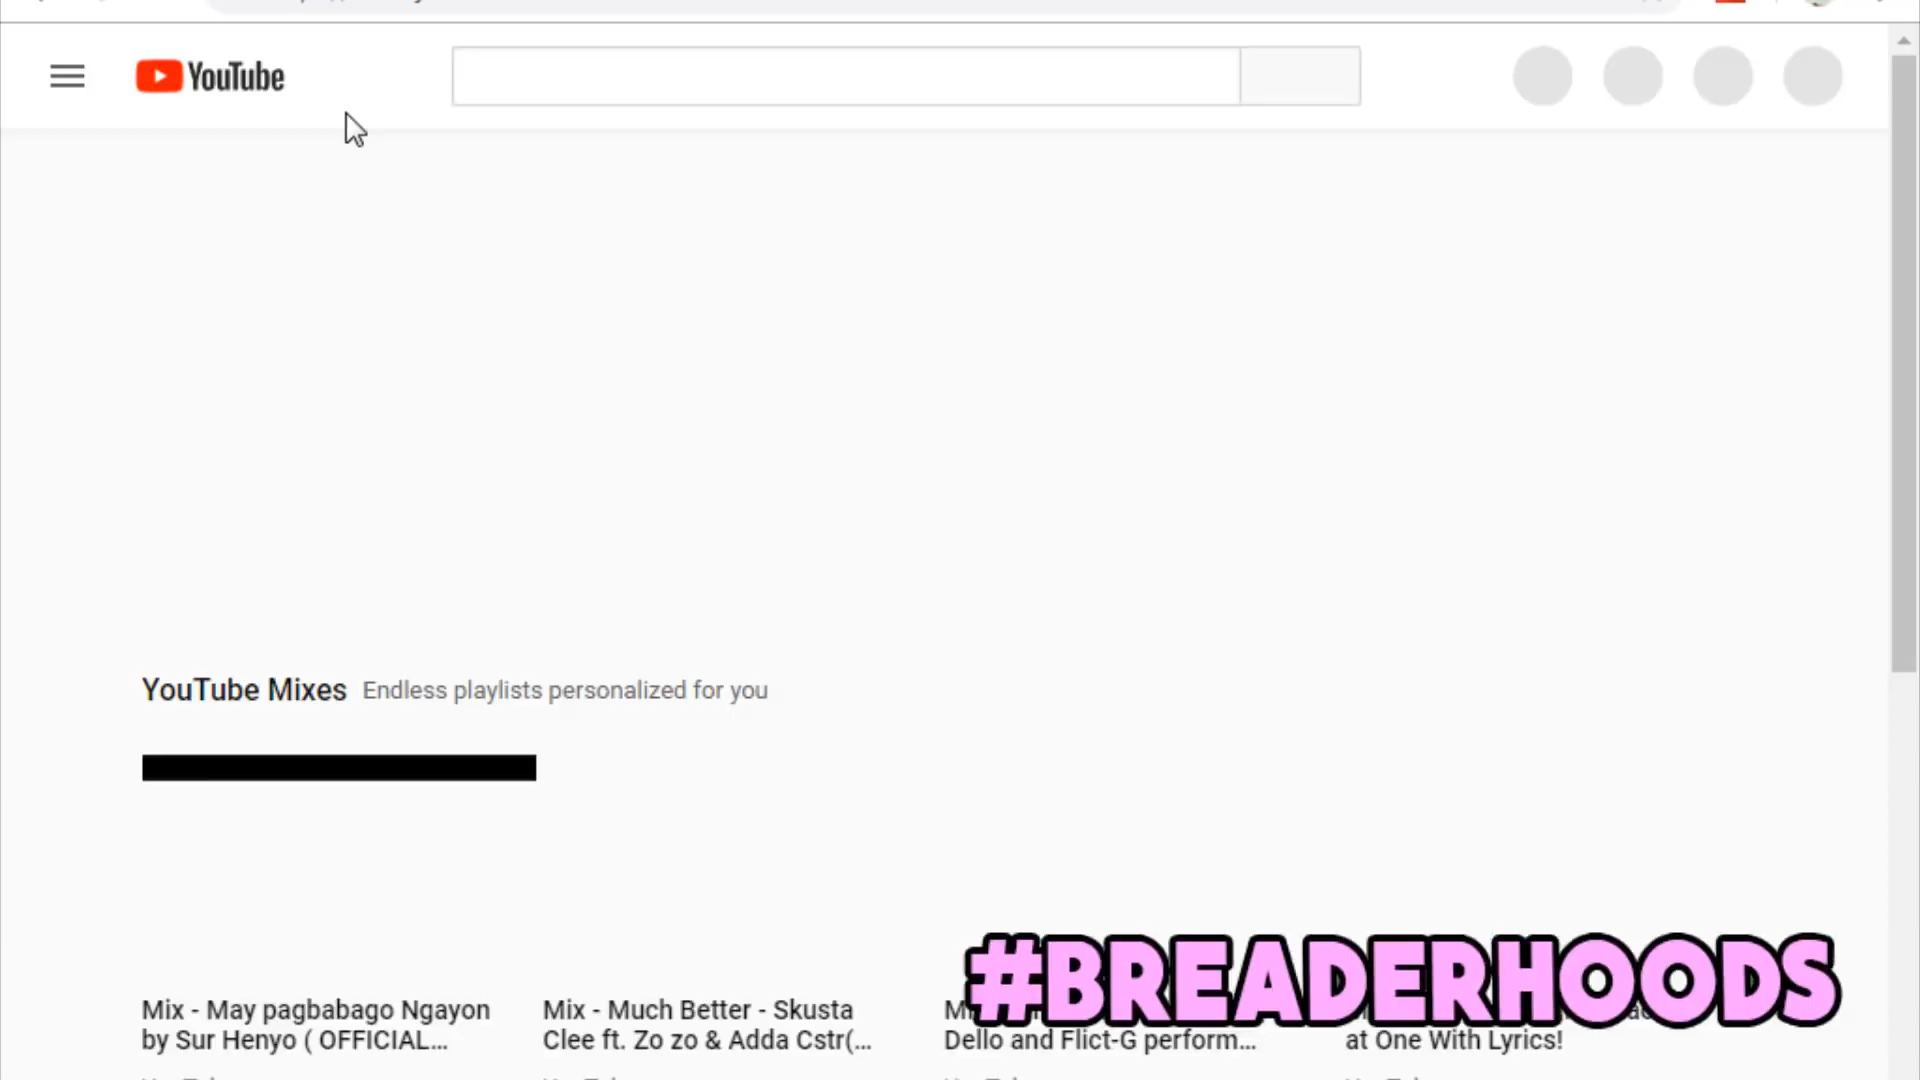 YouTube
YouTube Mixes Endless playlists personalized for you
#BREADERHOODS
Mix - May pagbabago Ngayon
by Sur Henyo ( OFFICIAL...
Mix - Much Better - Skusta
Clee ft. Zo zo & Adda Cstr(...
Dello and Flict-G perform...
at One With Lyrics!